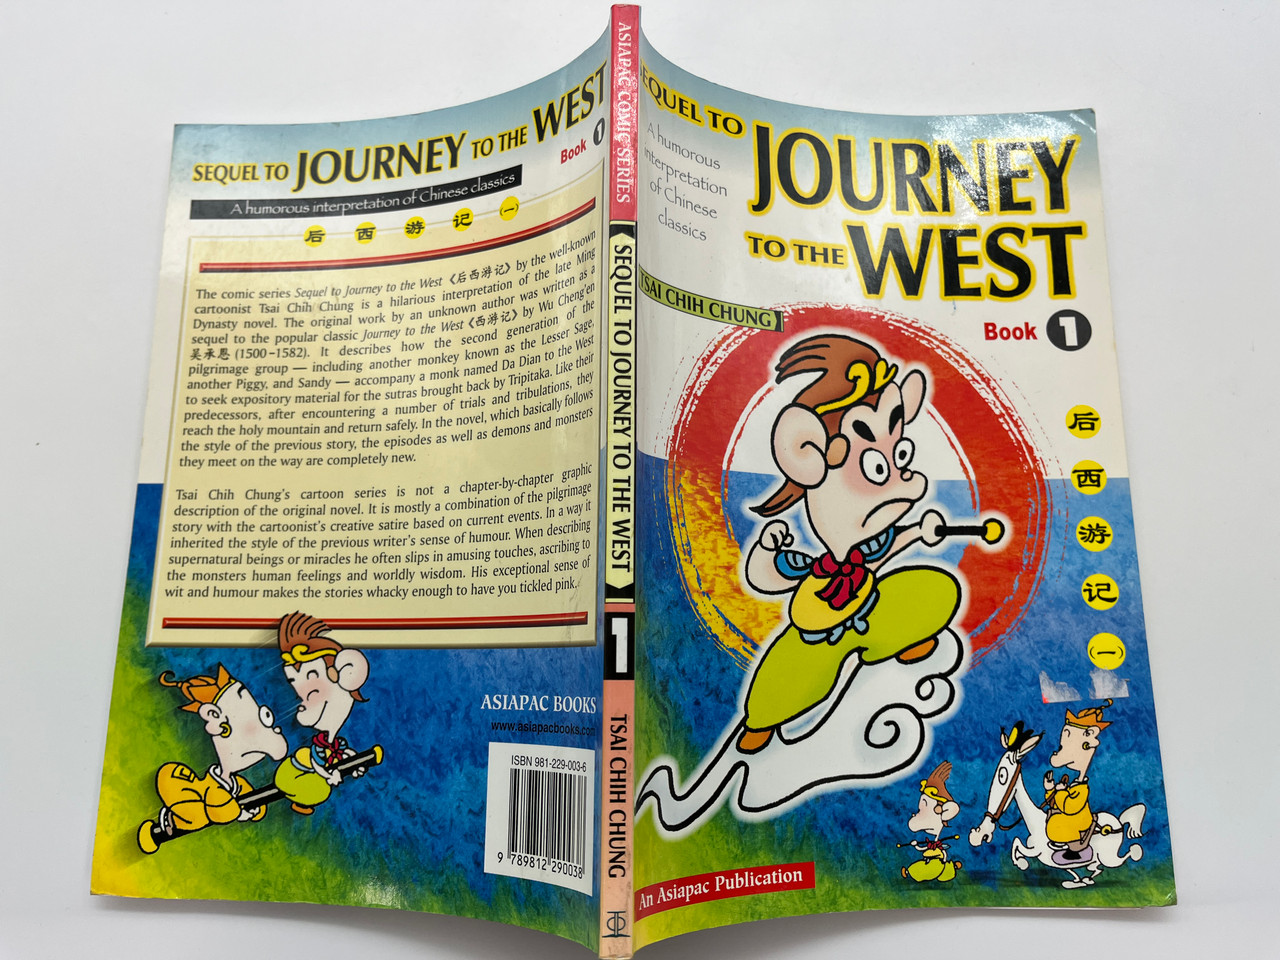 SEQUEL TO JOURNEY TO THE WEST
Book 1
A humorous interpretation of Chinese classics
后西游记(一)
The comic series Sequel to Journey to the West《后西游记》by the well-known
cartoonist Tsai Chih Chung is a hilarious interpretation of the late Ming
Dynasty novel. The original work by an unknown author was written as a
sequel to the popular classic Journey to the West《西游记》by Wu Cheng'en
吴承恩 (1500–1582). It describes how the second generation of the
pilgrimage group — including another monkey known as the Lesser Sage,
another Piggy, and Sandy — accompany a monk named Da Dian to the West
to seek expository material for the sutras brought back by Tripitaka. Like their
predecessors, after encountering a number of trials and tribulations, they
reach the holy mountain and return safely. In the novel, which basically follows
the style of the previous story, the episodes as well as demons and monsters
they meet on the way are completely new.
Tsai Chih Chung's cartoon series is not a chapter-by-chapter graphic
description of the original novel. It is mostly a combination of the pilgrimage
story with the cartoonist's creative satire based on current events. In a way it
inherited the style of the previous writer's sense of humour. When describing
supernatural beings or miracles he often slips in amusing touches, ascribing to
the monsters human feelings and worldly wisdom. His exceptional sense of
wit and humour makes the stories whacky enough to have you tickled pink.
ASIAPAC BOOKS
www.asiapacbooks.com
ISBN 981-229-003-6
9 789812 290038
ASIAPAC COMIC SERIES
SEQUEL TO JOURNEY TO THE WEST
1
TSAI CHIH CHUNG
SEQUEL TO
JOURNEY
TO THE WEST
A humorous
interpretation
of Chinese
classics
TSAI CHIH CHUNG
Book 1
后
西
游
记
(一)
An Asiapac Publication